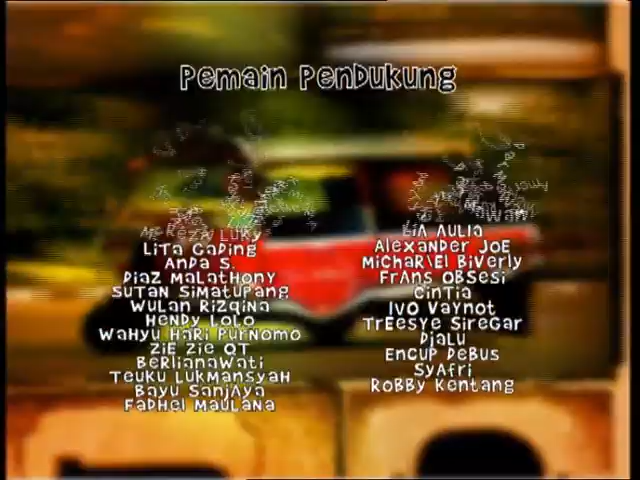 Pemain Pendukung
Luky
Lita Gading
Anda S.
Diaz Malathony
Sutan Simatupang
Wulan Rizqina
Hendy Lolo
Wahyu Hari Purnomo
Zie Zie QT
Berlianawati
Teuku Lukmansyah
Bayu Sanjaya
Fadhel Maulana
Lia Aulia
Alexander Joe
Michar\el Biverly
Frans Obsesi
Cintia
Ivo Vaynot
Treesye Siregar
Djalu
Encup Debus
Syafri
Robby Kentang